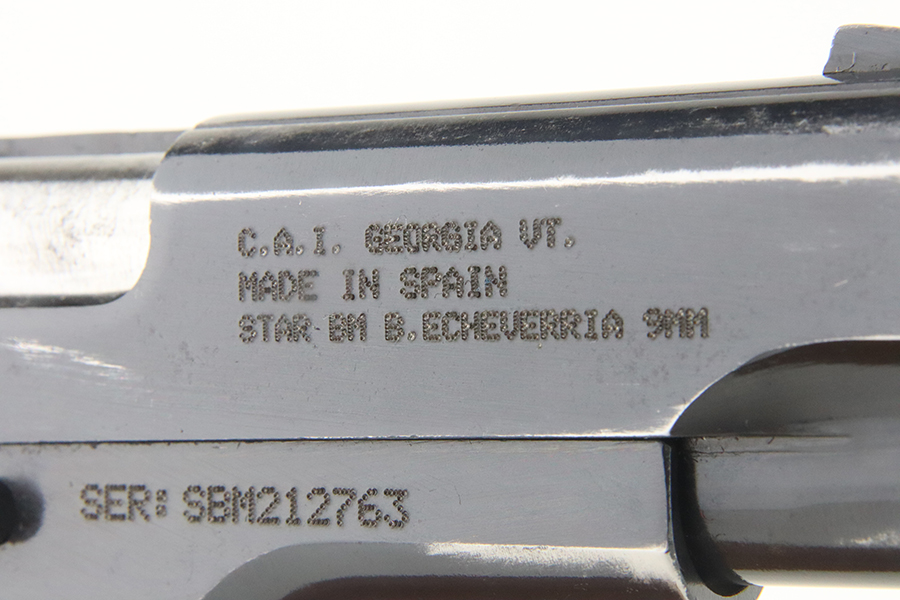 C.A.I. GEORGIA VT.
MADE IN SPAIN
STAR BM B.ECHEVERRIA 9MM
SER: SBM212763